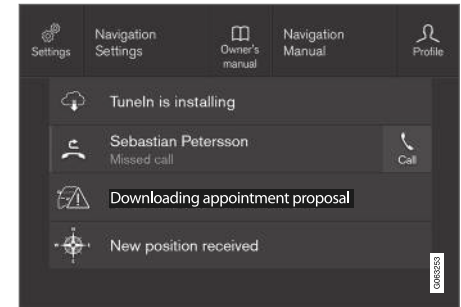 Settings
Navigation
Settings
Owner's
manual
Navigation
Manual
Profile
TuneIn is installing
Sebastian Petersson
Missed call
Call
Downloading appointment proposal
New position received
G063253